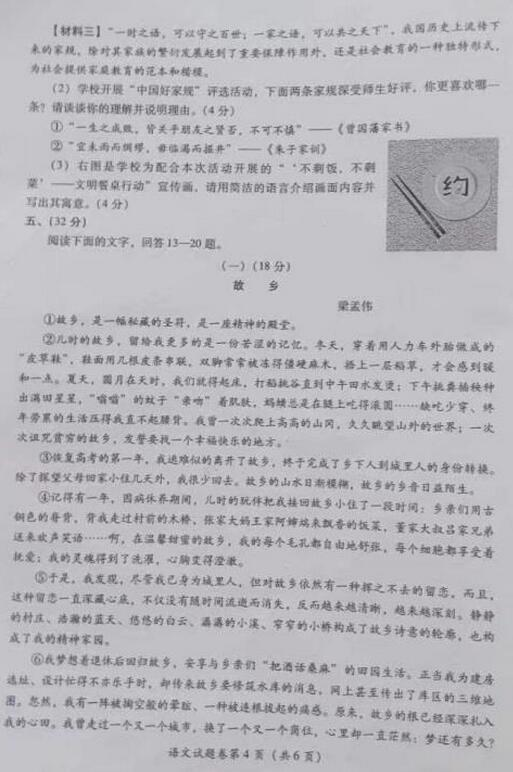 【材料三】“一时之语，可以守之百世；一家之语，可以共之天下”，我国历史上流传下
来的家规，除对其家族的繁衍发展起到了重要保障作用外，还是社会教育的一种独特形式，
为社会提供家庭教育的范本和楷模。
（2）学校开展“中国好家规”评选活动，下面两条家规深受师生好评，你更喜欢哪一
条？请谈谈你的理解并说明理由。（4分）
①“一生之成败，皆关乎朋友之贤否，不可不慎”——《曾国藩家书》
②“宜未雨而绸缪，毋临渴而掘井”——《朱子家训》
（3）右图是学校为配合本次活动开展的“‘不剩饭，不剩
菜’——文明餐桌行动”宣传画，请用简洁的语言介绍画面内容并
写出其寓意。（4分）
约
五、（32分）
阅读下面的文字，回答13—20题。
（一）（18分）
故 乡
梁孟伟
①故乡，是一幅秘藏的圣符，是一座精神的殿堂。
②儿时的故乡，留给我更多的是一份苦涩的记忆。冬天，穿着用人力车外胎做成的
“皮草鞋”，鞋面用几根皮条串联，双脚常常被冻得僵硬麻木，捂上一层稻草，才会感到暖
和一点。夏天，圆月在天时，我们就得起床，打稻挑谷直到中午田水发烫；下午挑粪插秧种
出满田星星，“嗡嗡”的蚊子“亲吻”着肌肤，蚂蟥总是在腿上吃得滚圆……缺吃少穿、终
年劳累的生活压得我直不起腰背。我曾一次次爬上高高的山冈，久久眺望山外的世界；一次
次诅咒贫穷的故乡，发誓要找一个幸福快乐的地方。
③恢复高考的第一年，我逃难似的离开了故乡，终于完成了乡下人到城里人的身份转换。
除了探望父母回家小住几天外，我很少回去。故乡的山水日渐模糊，故乡的乡音日益陌生。
④记得有一年，因病休养期间，儿时的玩伴把我接回故乡小住了一段时间：乡亲们用古
铜色的脊背，背我走过村前的木桥，张家大妈王家阿婶端来飘香的饭菜，董家大叔吕家兄弟
送来欢声笑语……啊，在温馨甜蜜的故乡，我的每个毛孔都自由地舒张，每个细胞都享受着
抚爱；我的灵魂得到了洗濯，心胸变得澄澈。
⑤于是，我发现，尽管我已身为城里人，但对故乡依然有一种挥之不去的留恋，而且，
这种留恋一直深藏心底，不仅没有随时间流逝而消失，反而越来越清晰，越来越深刻。静静
的村庄、浩瀚的蓝天、悠悠的白云、潺潺的小溪、窄窄的小桥构成了故乡诗意的轮廓，也构
成了我的精神家园。
⑥我梦想着退休后回归故乡，安享与乡亲们“把酒话桑麻”的田园生活。正当我为建房
选址、设计忙得不亦乐乎时，却传来故乡要修筑水库的消息，网上甚至传出了库区的三维地
图。忽然，我有一阵被掏空般的晕眩、一种被连根拔起的痛感。原来，故乡的根已经深深扎入
我的心田。我曾走过一个又一个城市，换了一个又一个岗位，心里却一直茫然：梦还有多久？
语文试题卷第4页（共6页）